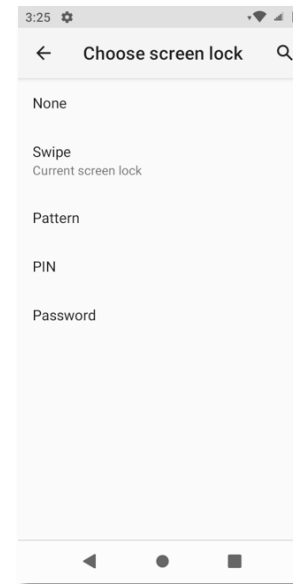 3:25
Choose screen lock
None
Swipe
Current screen lock
Pattern
PIN
Password